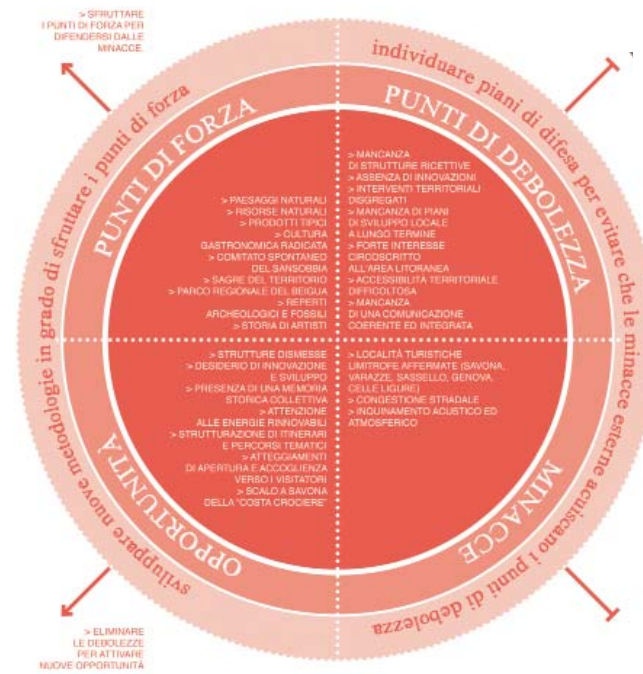 > SFRUTTARE
I PUNTI DI FORZA PER
DIFENDERSI DALLE
MINACCE.
sviluppare nuove metodologie in grado di sfruttare i punti di forza
individuare piani di difesa per evitare che le minacce esterne acuiscano i punti di debolezza
PUNTI DI FORZA
> PAESAGGI NATURALI
> RISORSE NATURALI
> PRODOTTI TIPICI
> CULTURA
GASTRONOMICA RADICATA
> COMITATO SPONTANEO
DEL SANSOBBIA
> SAGRE DEL TERRITORIO
> PARCO REGIONALE DEL BEIGUA
> REPERTI
ARCHEOLOGICI E FOSSILI
> STORIA DI ARTISTI
PUNTI DI DEBOLEZZA
> MANCANZA
DI STRUTTURE RICETTIVE
> ASSENZA DI INNOVAZIONI
> INTERVENTI TERRITORIALI
DISGREGATI
> MANCANZA DI PIANI
DI SVILUPPO LOCALE
A LUNGO TERMINE
> FORTE INTERESSE
CIRCOSCRITTO
ALL'AREA LITORANEA
> ACCESSIBILITÀ TERRITORIALE
DIFFICOLTOSA
> MANCANZA
DI UNA COMUNICAZIONE
COERENTE ED INTEGRATA
OPPORTUNITÀ
> STRUTTURE DISMESSE
> DESIDERIO DI INNOVAZIONE
E SVILUPPO
> PRESENZA DI UNA MEMORIA
STORICA COLLETTIVA
> ATTENZIONE
ALLE ENERGIE RINNOVABILI
> STRUTTURAZIONE DI ITINERARI
E PERCORSI TEMATICI
> ATTEGGIAMENTI
DI APERTURA E ACCOGLIENZA
VERSO I VISITATORI
> SCALO A SAVONA
DELLA "COSTA CROCIERE"
MINACCE
> LOCALITÀ TURISTICHE
LIMITROFE AFFERMATE (SAVONA,
VARAZZE, SASSELLO, GENOVA,
CELLE LIGURE)
> CONGESTIONE STRADALE
> INQUINAMENTO ACUSTICO ED
ATMOSFERICO
> ELIMINARE
LE DEBOLEZZE
PER ATTIVARE
NUOVE OPPORTUNITÀ